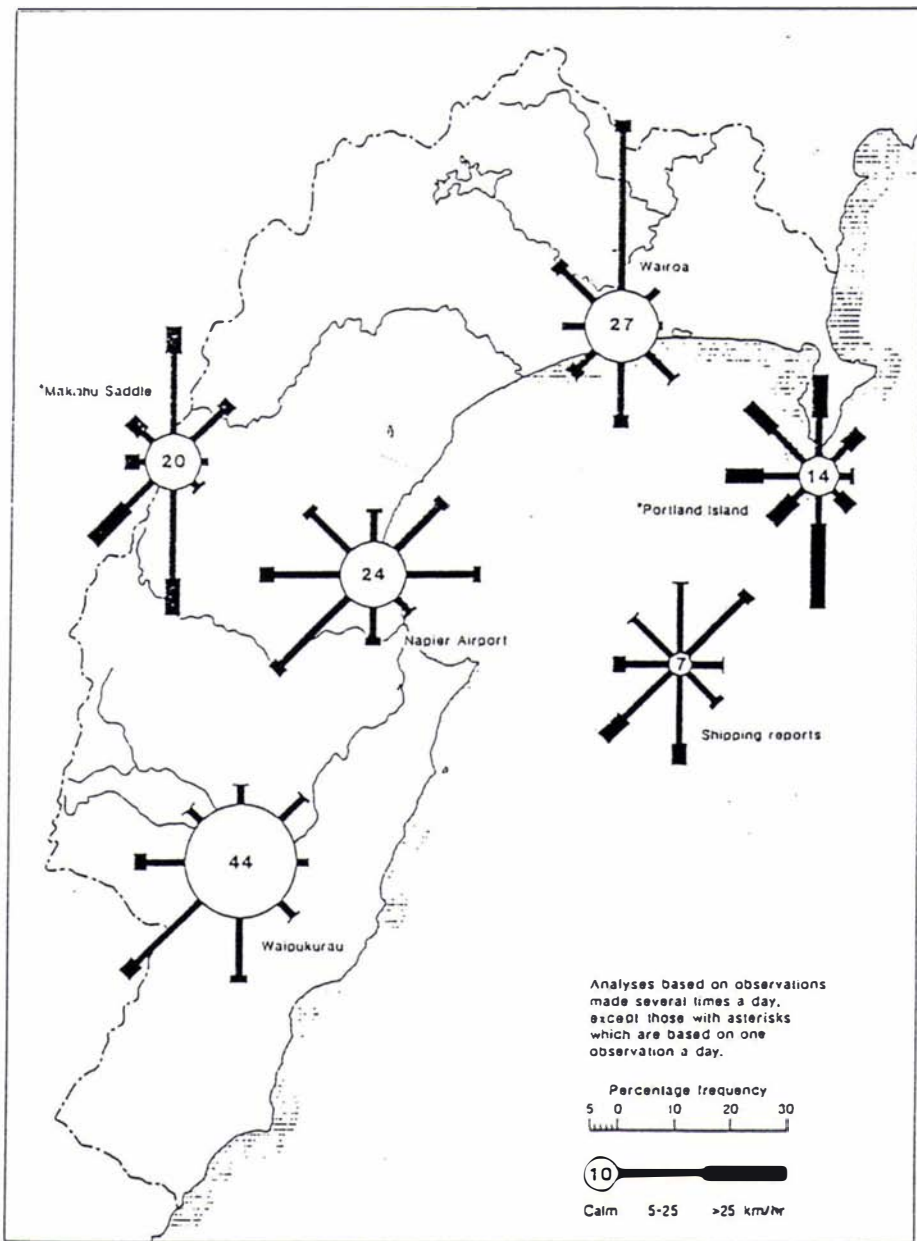 Wairoa
27
*Makahu Saddle
20
14
*Portland Island
24
Napier Airport
7
Shipping reports
44
Waipukurau
Analyses based on observations
made several times a day,
except those with asterisks
which are based on one
observation a day.
Percentage frequency
5 0 10 20 30
10
Calm 5-25 >25 km/hr